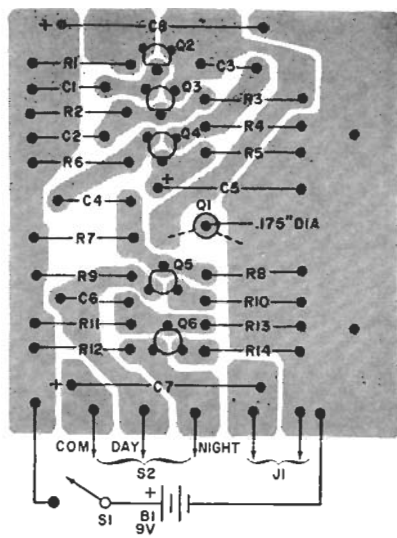 + C8
Q2
R1 C3
C1 Q3
R2 R3
C2 Q4 R4
R6 R5
+ C5
C4 Q1
.175" DIA
R7
Q5
R9 R8
C6 R10
R11 Q6 R13
R12 R14
+ C7
COM DAY NIGHT
S2 J1
+
S1 B1
9V